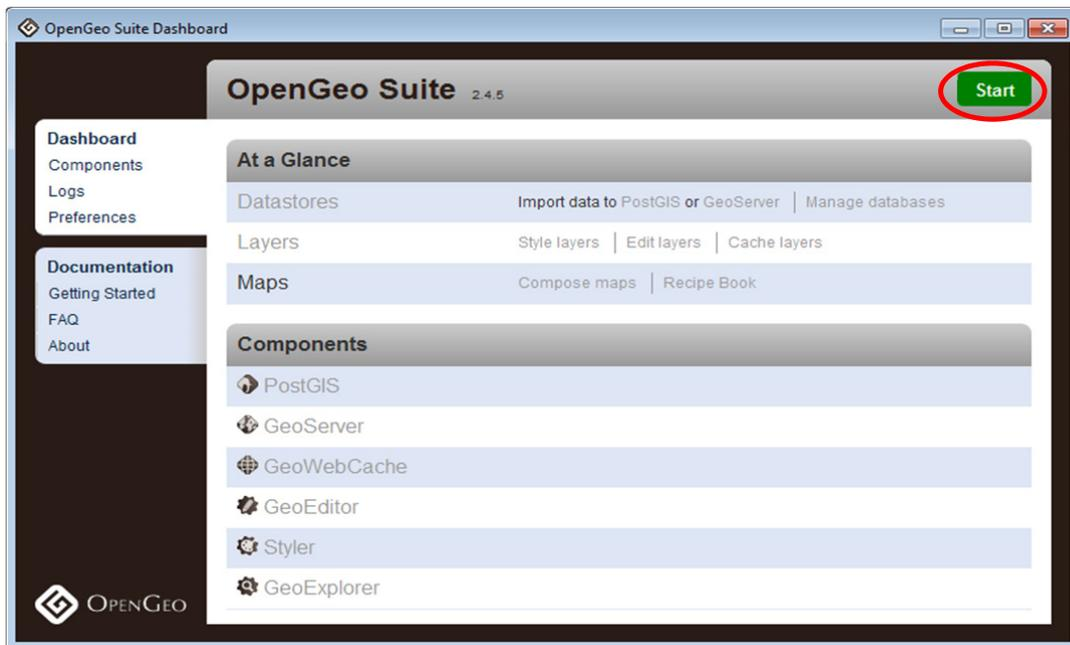 OpenGeo Suite Dashboard
OpenGeo Suite 2.4.5
Start
Dashboard
Components
Logs
Preferences
Documentation
Getting Started
FAQ
About
At a Glance
Datastores Import data to PostGIS or GeoServer | Manage databases
Layers Style layers | Edit layers | Cache layers
Maps Compose maps | Recipe Book
Components
PostGIS
GeoServer
GeoWebCache
GeoEditor
Styler
GeoExplorer
OPENGEO